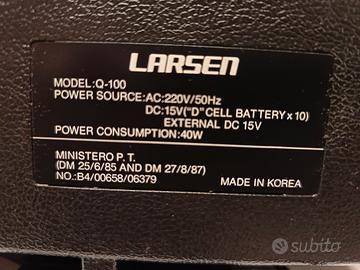 LARSEN
MODEL:Q-100
POWER SOURCE:AC:220V/50Hz
DC:15V("D"CELL BATTERY x 10)
EXTERNAL DC 15V
POWER CONSUMPTION:40W
MINISTERO P.T.
(DM 25/6/85 AND DM 27/8/87)
NO.:B4/00658/06379
MADE IN KOREA
subito